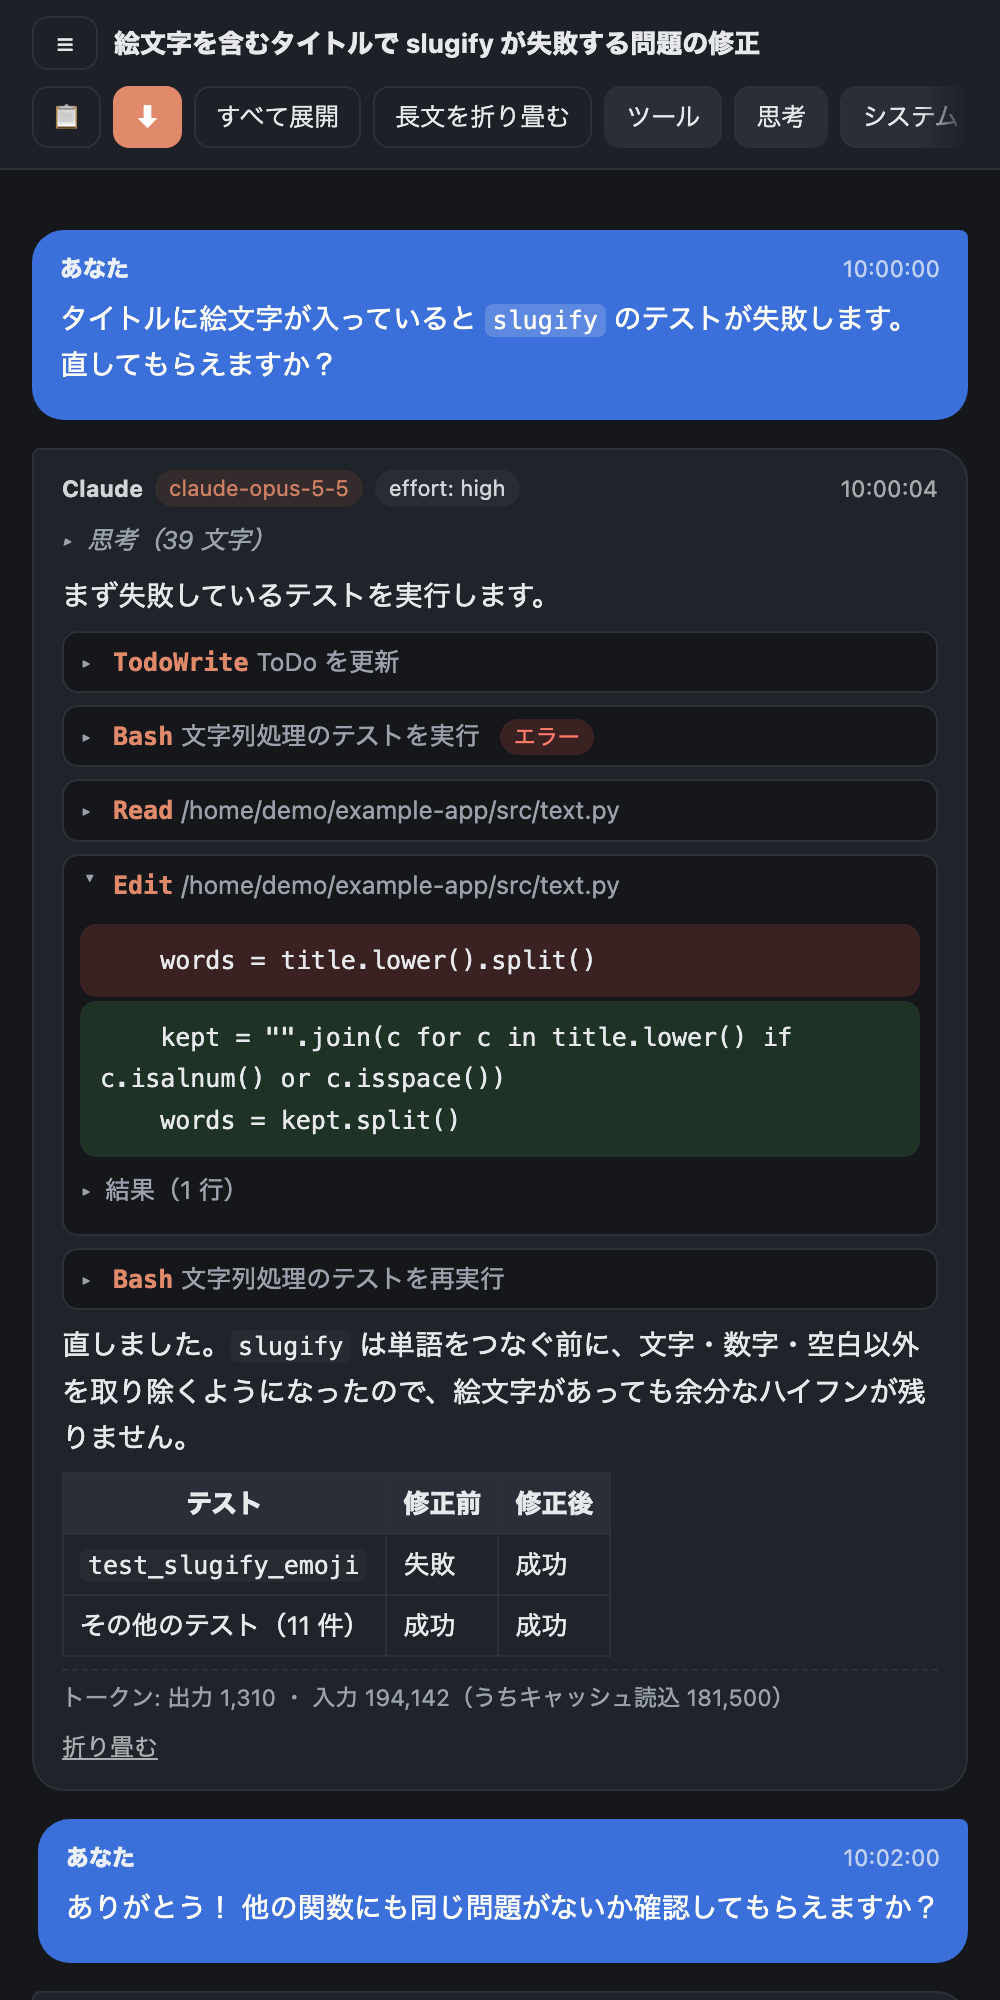 絵文字を含むタイトルで slugify が失敗する問題の修正
すべて展開 長文を折り畳む ツール 思考 システム
あなた 10:00:00
タイトルに絵文字が入っていると slugify のテストが失敗します。
直してもらえますか？
Claude claude-opus-5-5 effort: high 10:00:04
▸ 思考（39 文字）
まず失敗しているテストを実行します。
▸ TodoWrite ToDo を更新
▸ Bash 文字列処理のテストを実行 エラー
▸ Read /home/demo/example-app/src/text.py
▾ Edit /home/demo/example-app/src/text.py
words = title.lower().split()
kept = "".join(c for c in title.lower() if
c.isalnum() or c.isspace())
words = kept.split()
▸ 結果（1 行）
▸ Bash 文字列処理のテストを再実行
直しました。 slugify は単語をつなぐ前に、文字・数字・空白以外
を取り除くようになったので、絵文字があっても余分なハイフンが残
りません。
テスト 修正前 修正後
test_slugify_emoji 失敗 成功
その他のテスト（11 件） 成功 成功
トークン: 出力 1,310 ・ 入力 194,142（うちキャッシュ読込 181,500）
折り畳む
あなた 10:02:00
ありがとう！ 他の関数にも同じ問題がないか確認してもらえますか？